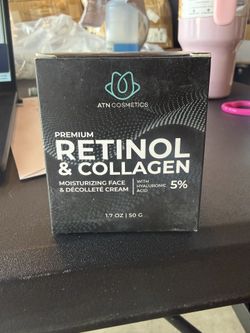 ATN COSMETICS
PREMIUM
RETINOL
& COLLAGEN
MOISTURIZING FACE
& DÉCOLLETÉ CREAM
WITH
HYALURONIC
ACID
5%
1.7 OZ | 50 G